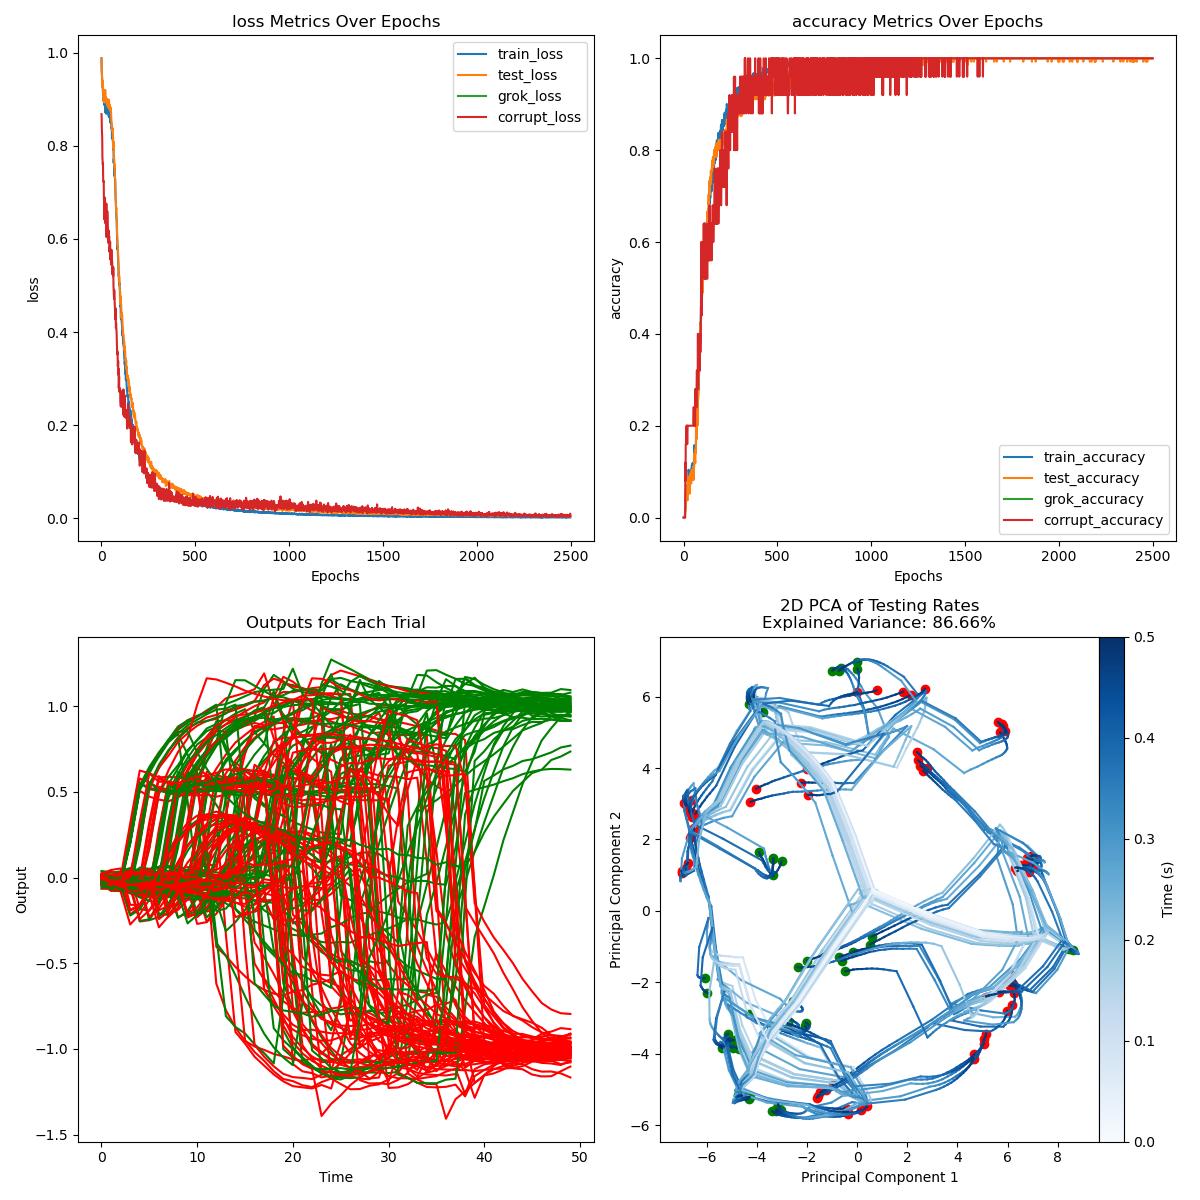 loss Metrics Over Epochs
1.0
0.8
0.6
0.4
0.2
0.0
loss
0
500
1000
1500
2000
2500
Epochs
train_loss
test_loss
grok_loss
corrupt_loss
accuracy Metrics Over Epochs
1.0
0.8
0.6
0.4
0.2
0.0
accuracy
0
500
1000
1500
2000
2500
Epochs
train_accuracy
test_accuracy
grok_accuracy
corrupt_accuracy
Outputs for Each Trial
1.0
0.5
0.0
−0.5
−1.0
−1.5
Output
0
10
20
30
40
50
Time
2D PCA of Testing Rates
Explained Variance: 86.66%
6
4
2
0
−2
−4
−6
Principal Component 2
−6
−4
−2
0
2
4
6
8
Principal Component 1
0.5
0.4
0.3
0.2
0.1
0.0
Time (s)